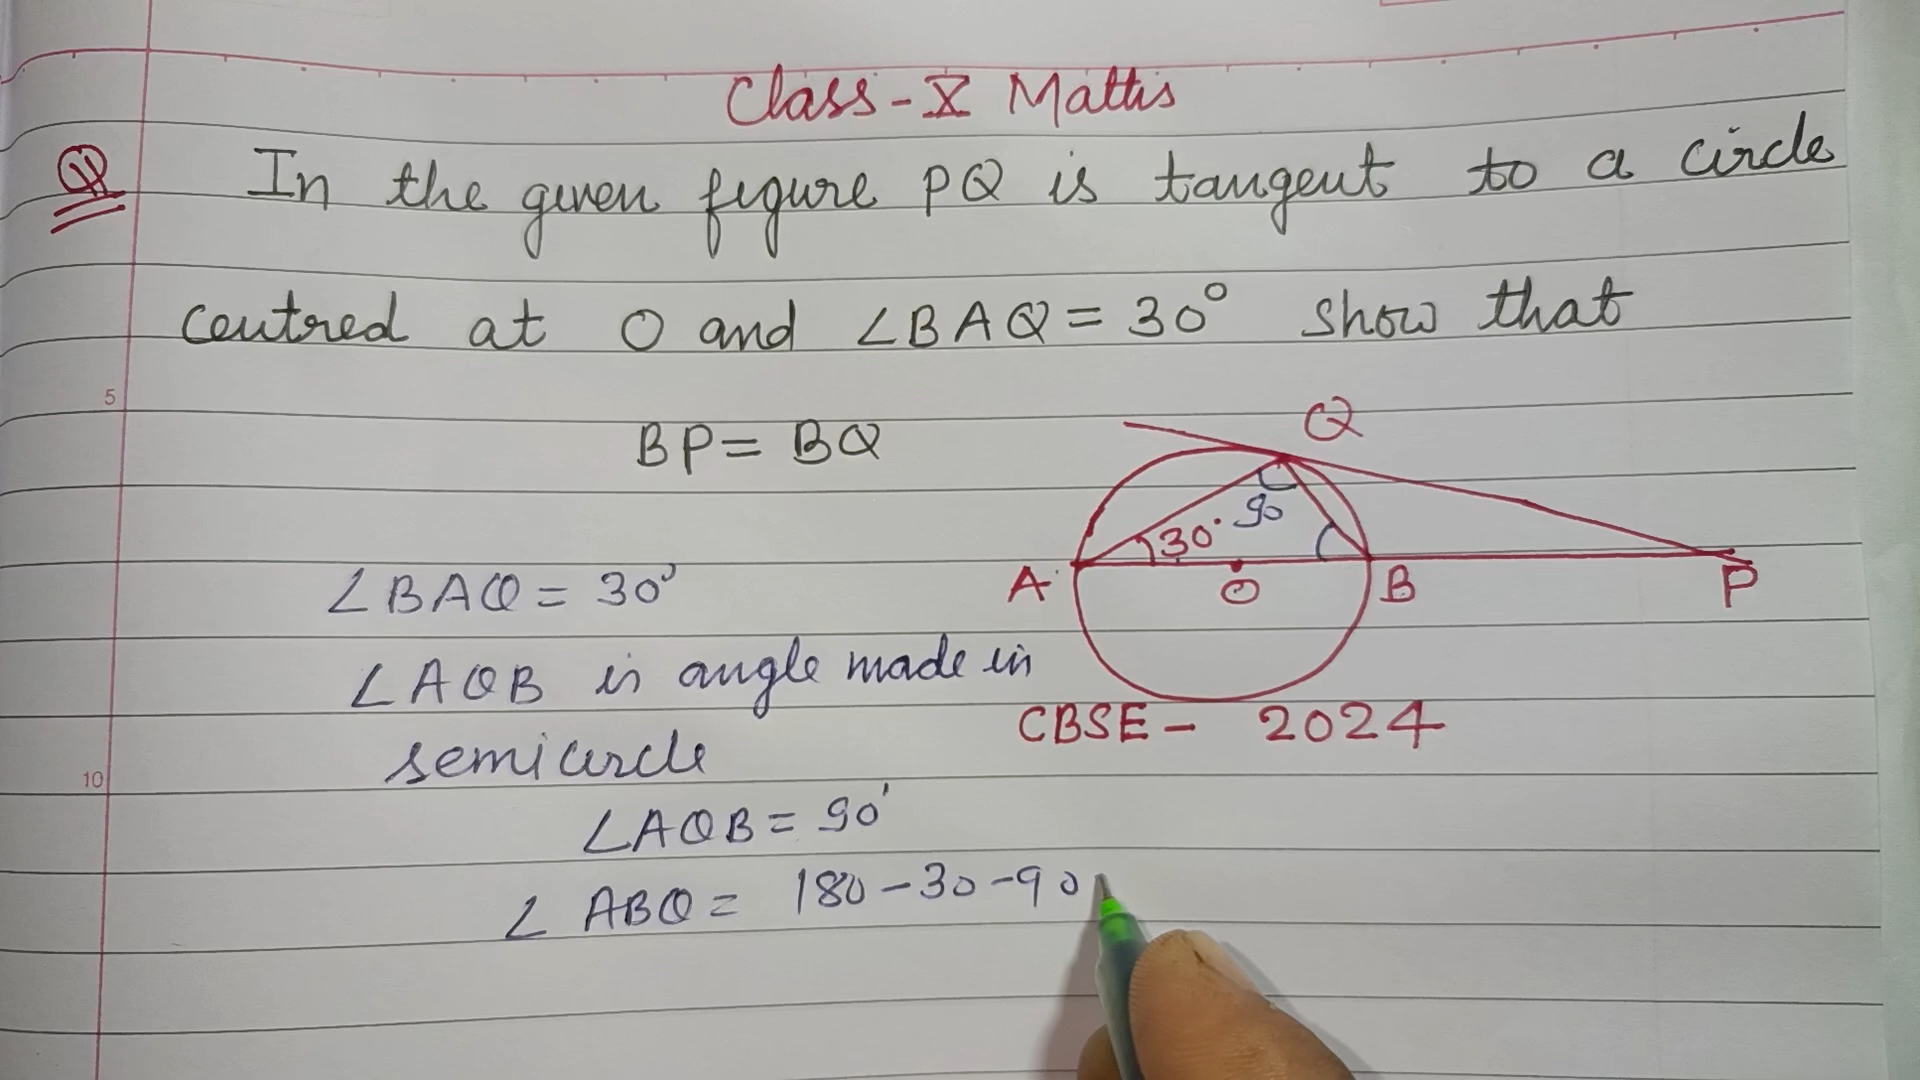 Class-X Maths
Q In the given figure PQ is tangent to a circle
centred at O and ∠BAQ = 30° show that
5
BP = BQ
Q
30° 90
A O B P
∠BAQ = 30°
∠AQB is angle made in
semicircle
CBSE - 2024
10
∠AQB = 90°
∠ABQ = 180-30-90